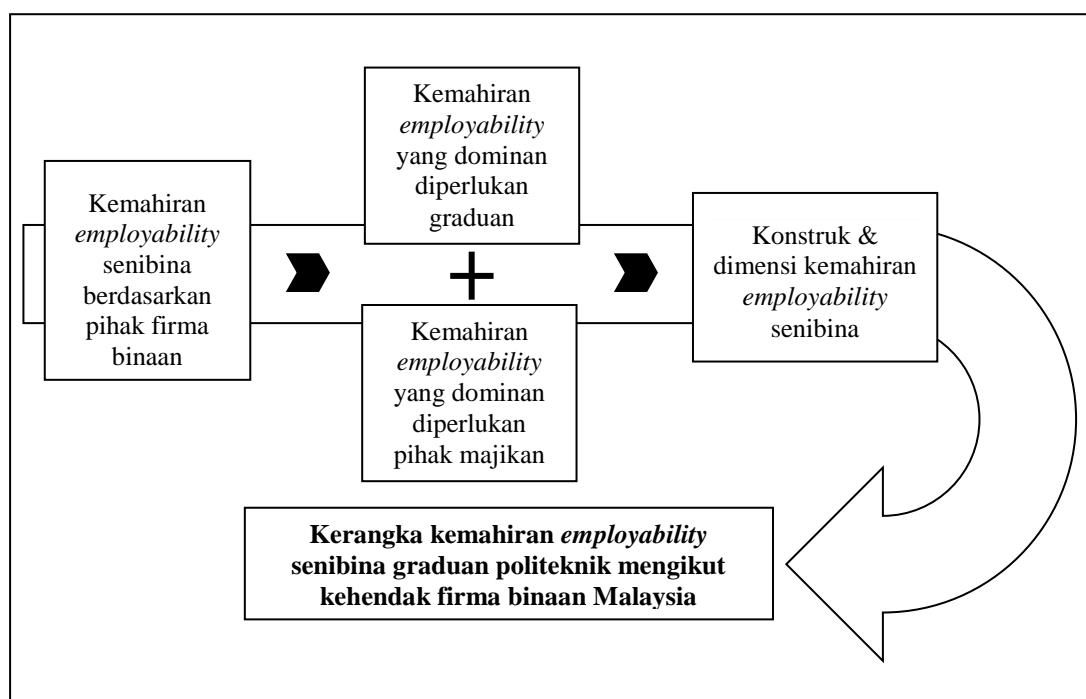 Kemahiran
employability
senibina
berdasarkan
pihak firma
binaan
Kemahiran
employability
yang dominan
diperlukan
graduan
Kemahiran
employability
yang dominan
diperlukan
pihak majikan
Konstruk &
dimensi kemahiran
employability
senibina
Kerangka kemahiran employability
senibina graduan politeknik mengikut
kehendak firma binaan Malaysia